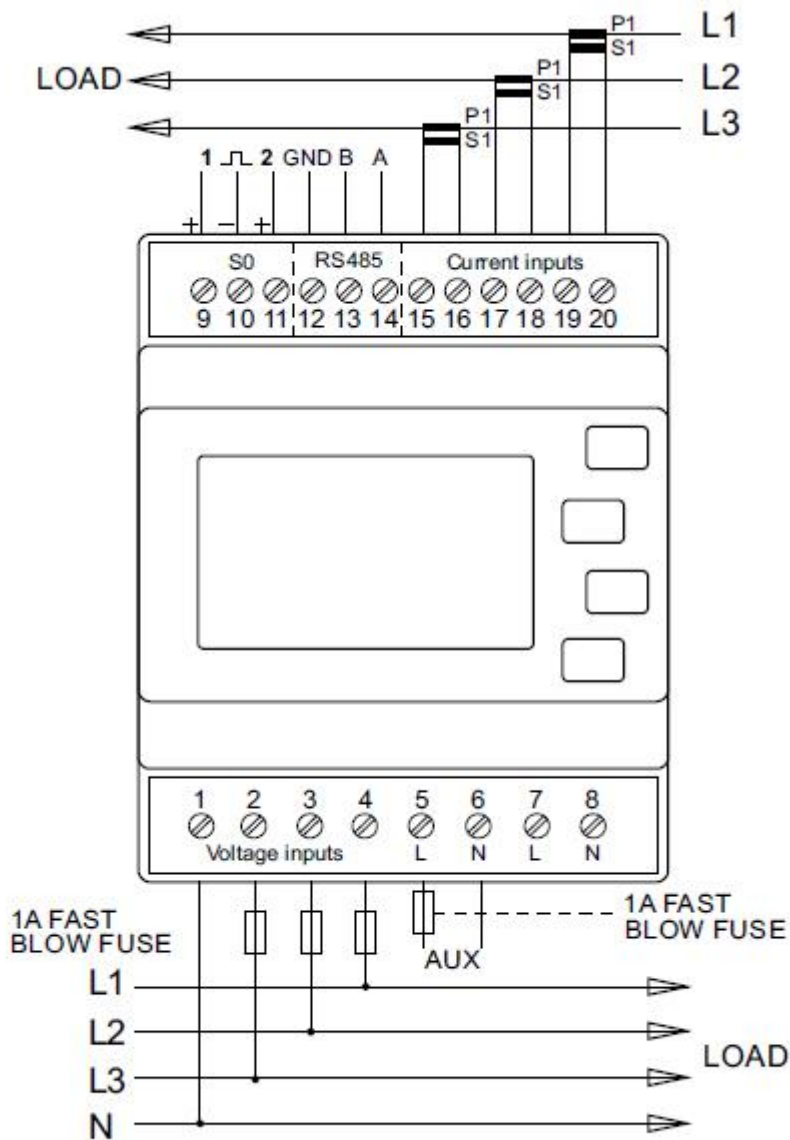 P1 L1
S1
LOAD P1 L2
S1
P1 L3
S1
1 2 GND B A
+ - +
S0 RS485 Current inputs
9 10 11 12 13 14 15 16 17 18 19 20
1 2 3 4 5 6 7 8
Voltage inputs L N L N
1A FAST
BLOW FUSE
1A FAST
BLOW FUSE
AUX
L1
L2
LOAD
L3
N